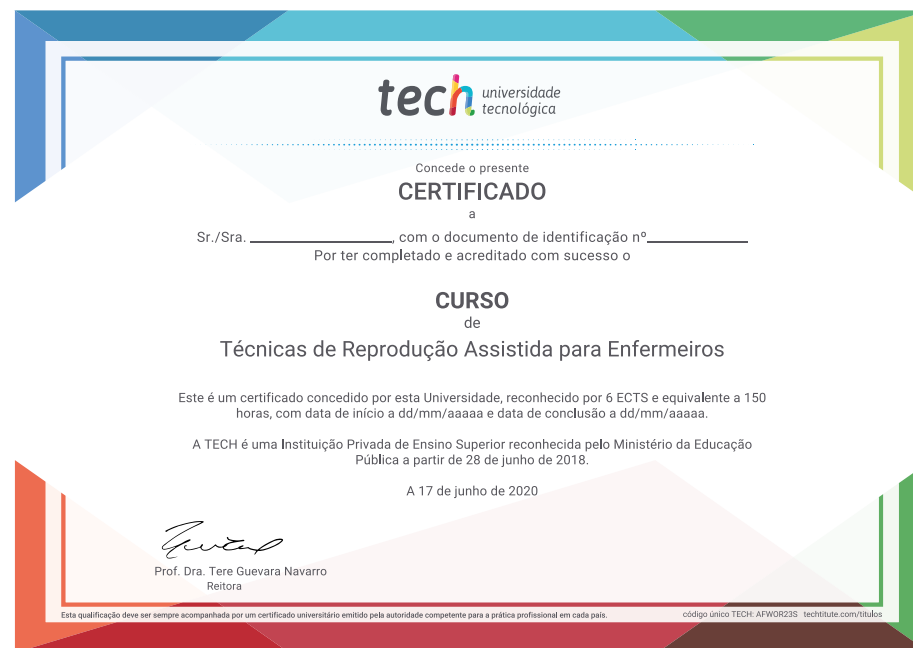 tech universidade
tecnológica
Concede o presente
CERTIFICADO
a
Sr./Sra. ________________, com o documento de identificação nº____________
Por ter completado e acreditado com sucesso o
CURSO
de
Técnicas de Reprodução Assistida para Enfermeiros
Este é um certificado concedido por esta Universidade, reconhecido por 6 ECTS e equivalente a 150
horas, com data de início a dd/mm/aaaaa e data de conclusão a dd/mm/aaaaa.
A TECH é uma Instituição Privada de Ensino Superior reconhecida pelo Ministério da Educação
Pública a partir de 28 de junho de 2018.
A 17 de junho de 2020
Prof. Dra. Tere Guevara Navarro
Reitora
Esta qualificação deve ser sempre acompanhada por um certificado universitário emitido pela autoridade competente para a prática profissional em cada país.
código único TECH: AFWOR23S techtitute.com/titulos